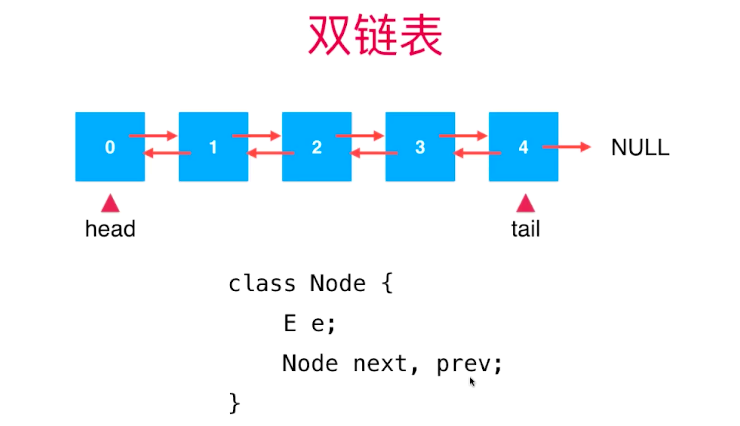 双链表
0 1 2 3 4 NULL
head tail
class Node {
E e;
Node next, prev;
}